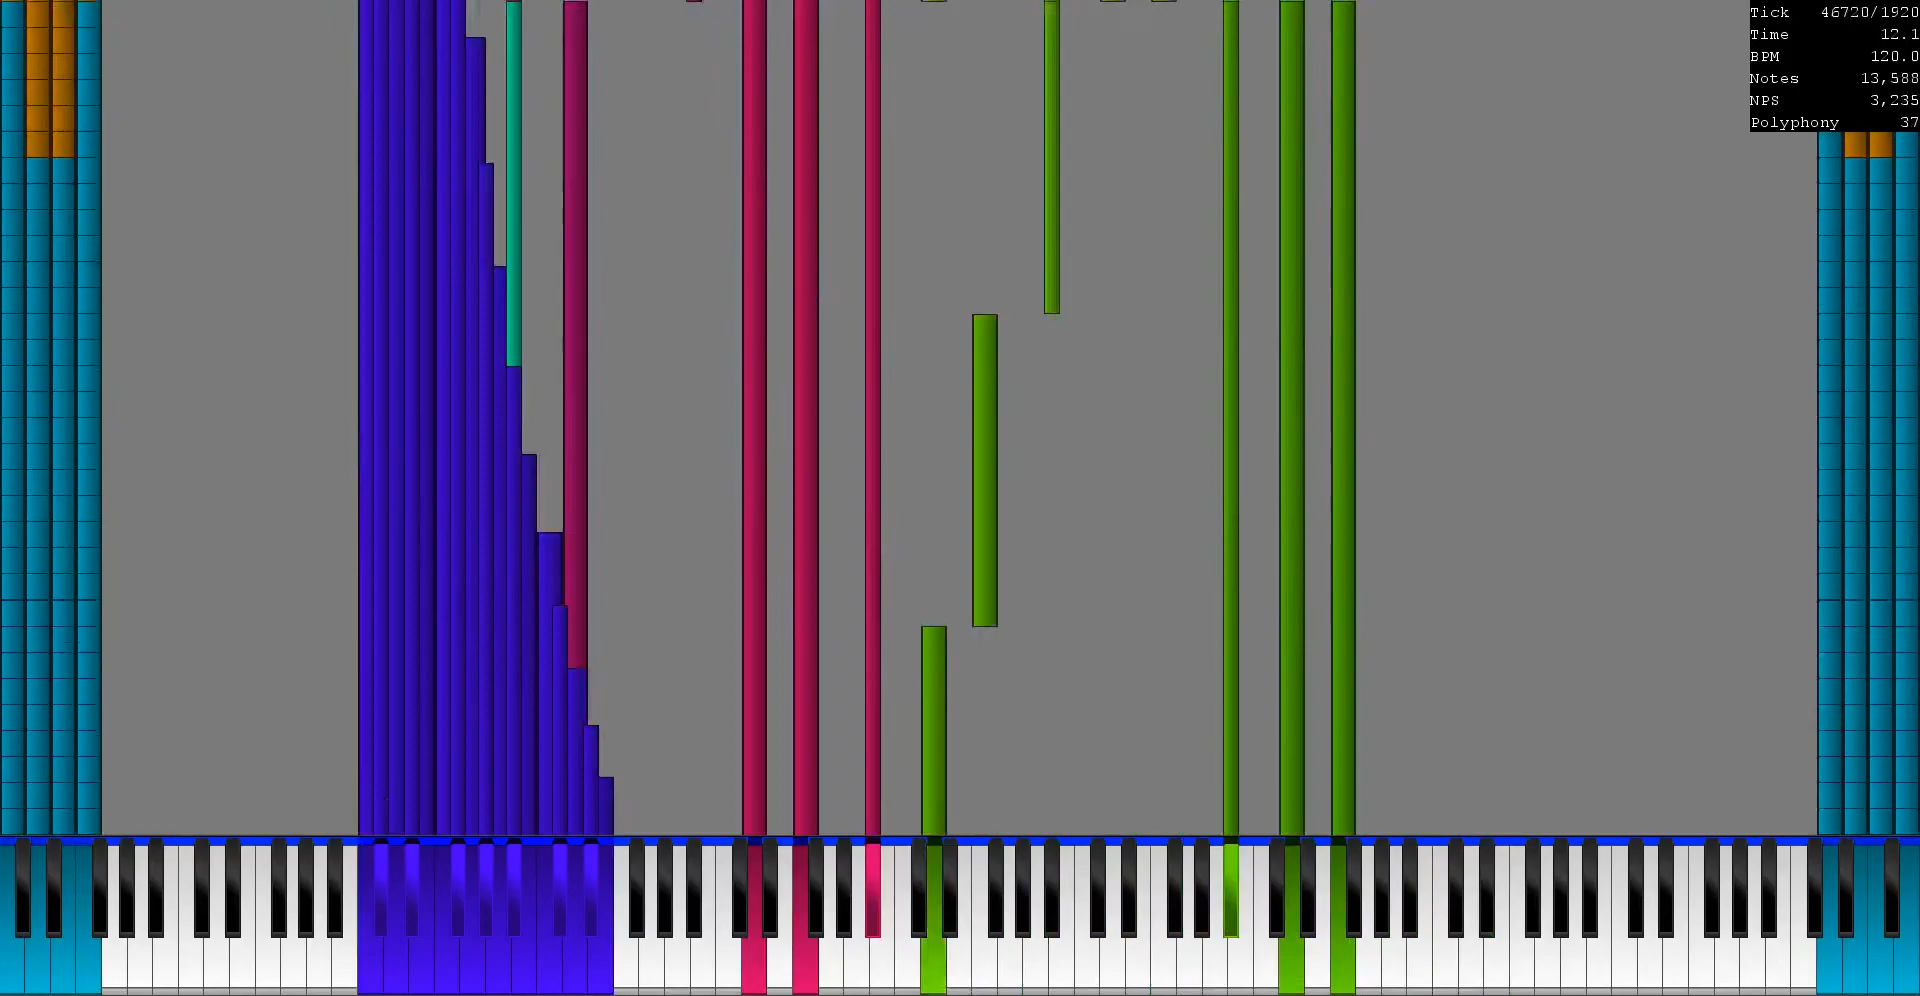 Tick 46720/1920
Time 12.1
BPM 120.0
Notes 13,588
NPS 3,235
Polyphony 37